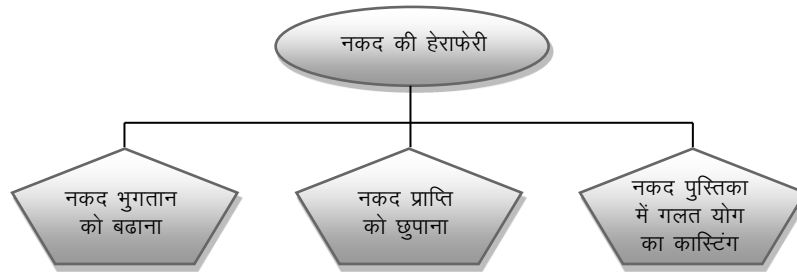 नकद की हेराफेरी
नकद भुगतान
को बढाना
नकद प्राप्ति
को छुपाना
नकद पुस्तिका
में गलत योग
का कास्टिंग